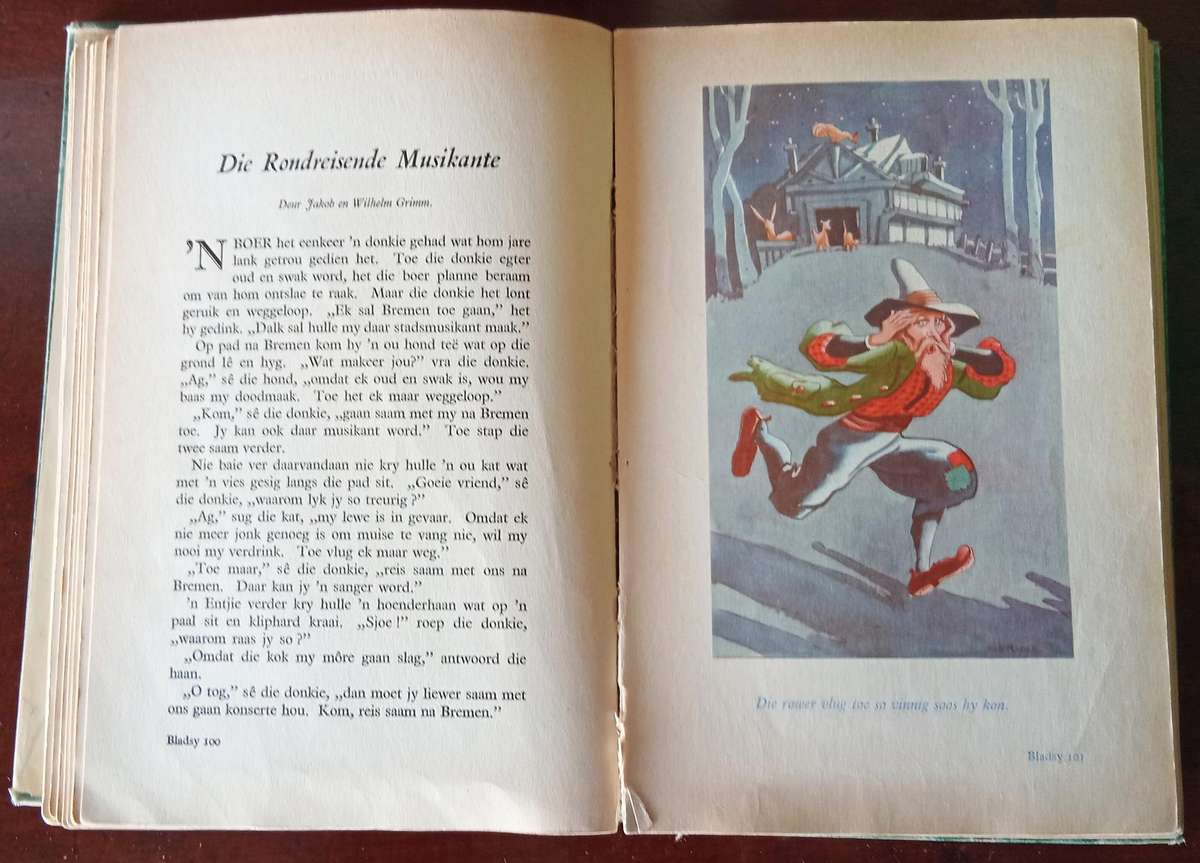 Die Rondreisende Musikante
Deur Jakob en Wilhelm Grimm.
’N BOER het eenkeer ’n donkie gehad wat hom jare
lank getrou gedien het. Toe die donkie egter
oud en swak word, het die boer planne beraam
om van hom ontslae te raak. Maar die donkie het lont
geruik en weggeloop. „Ek sal Bremen toe gaan,” het
hy gedink. „Dalk sal hulle my daar stadsmusikant maak.”
Op pad na Bremen kom hy ’n ou hond teë wat op die
grond lê en hyg. „Wat makeer jou?” vra die donkie.
„Ag,” sê die hond, „omdat ek oud en swak is, wou my
baas my doodmaak. Toe het ek maar weggeloop.”
„Kom,” sê die donkie, „gaan saam met my na Bremen
toe. Jy kan ook daar musikant word.” Toe stap die
twee saam verder.
Nie baie ver daarvandaan nie kry hulle ’n ou kat wat
met ’n vies gesig langs die pad sit. „Goeie vriend,” sê
die donkie, „waarom lyk jy so treurig?”
„Ag,” sug die kat, „my lewe is in gevaar. Omdat ek
nie meer jonk genoeg is om muise te vang nie, wil my
nooi my verdrink. Toe vlug ek maar weg.”
„Toe maar,” sê die donkie, „reis saam met ons na
Bremen. Daar kan jy ’n sanger word.”
’n Entjie verder kry hulle ’n hoenderhaan wat op ’n
paal sit en kliphard kraai. „Sjoe!” roep die donkie,
„waarom raas jy so?”
„Omdat die kok my môre gaan slag,” antwoord die
haan.
„O tog,” sê die donkie, „dan moet jy liewer saam met
ons gaan konserte hou. Kom, reis saam na Bremen.”
Bladsy 100
Die rower vlug toe so vinnig soos hy kon.
Bladsy 101